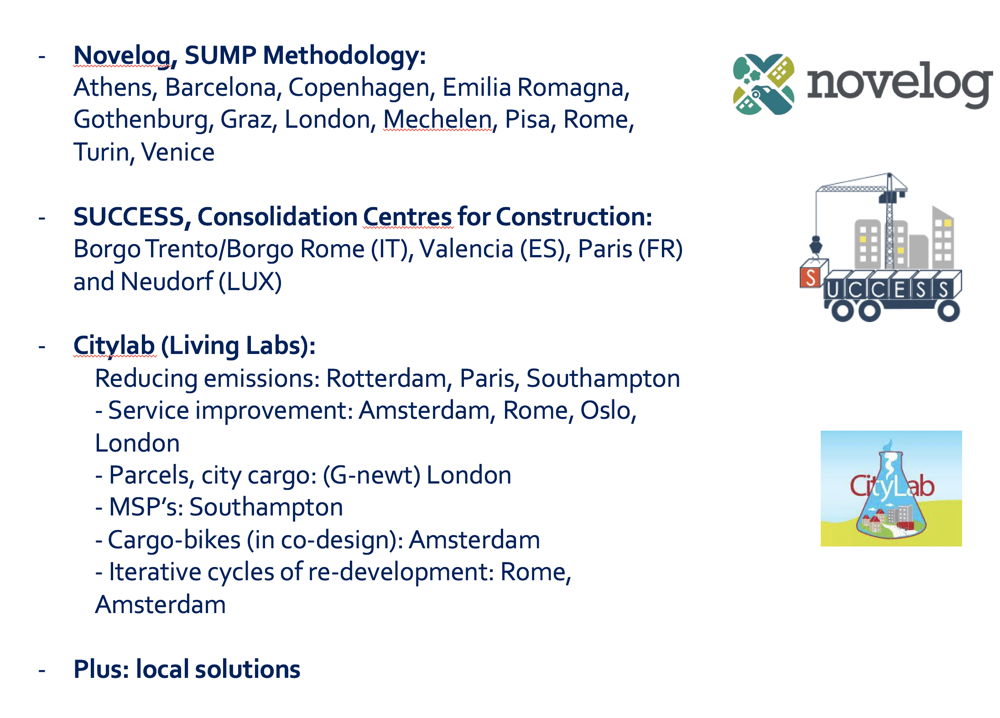 - Novelog, SUMP Methodology:
Athens, Barcelona, Copenhagen, Emilia Romagna,
Gothenburg, Graz, London, Mechelen, Pisa, Rome,
Turin, Venice
novelog
- SUCCESS, Consolidation Centres for Construction:
Borgo Trento/Borgo Rome (IT), Valencia (ES), Paris (FR)
and Neudorf (LUX)
SUCCESS
- Citylab (Living Labs):
Reducing emissions: Rotterdam, Paris, Southampton
- Service improvement: Amsterdam, Rome, Oslo,
London
- Parcels, city cargo: (G-newt) London
- MSP’s: Southampton
- Cargo-bikes (in co-design): Amsterdam
- Iterative cycles of re-development: Rome,
Amsterdam
CityLab
- Plus: local solutions